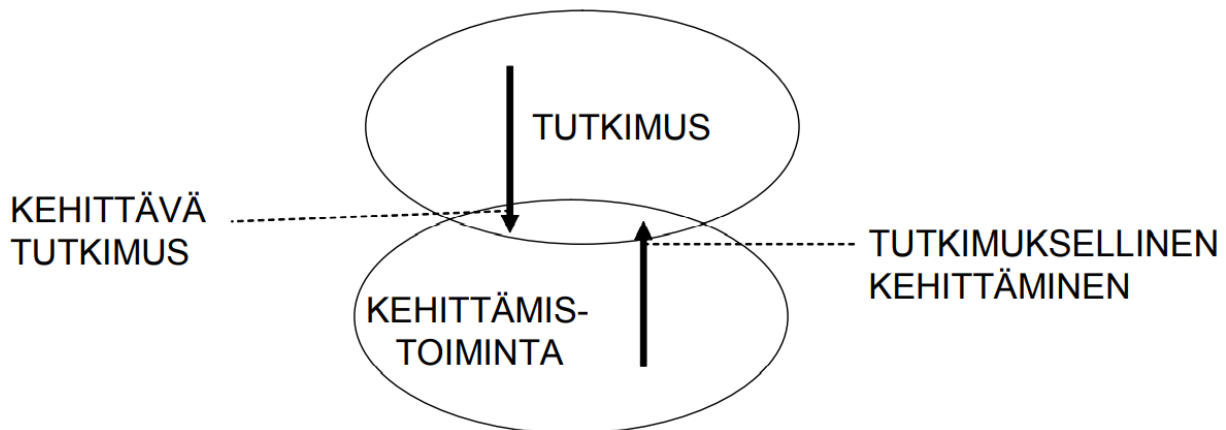 TUTKIMUS
KEHITTÄVÄ
TUTKIMUS
TUTKIMUKSELLINEN
KEHITTÄMINEN
KEHITTÄMIS-
TOIMINTA